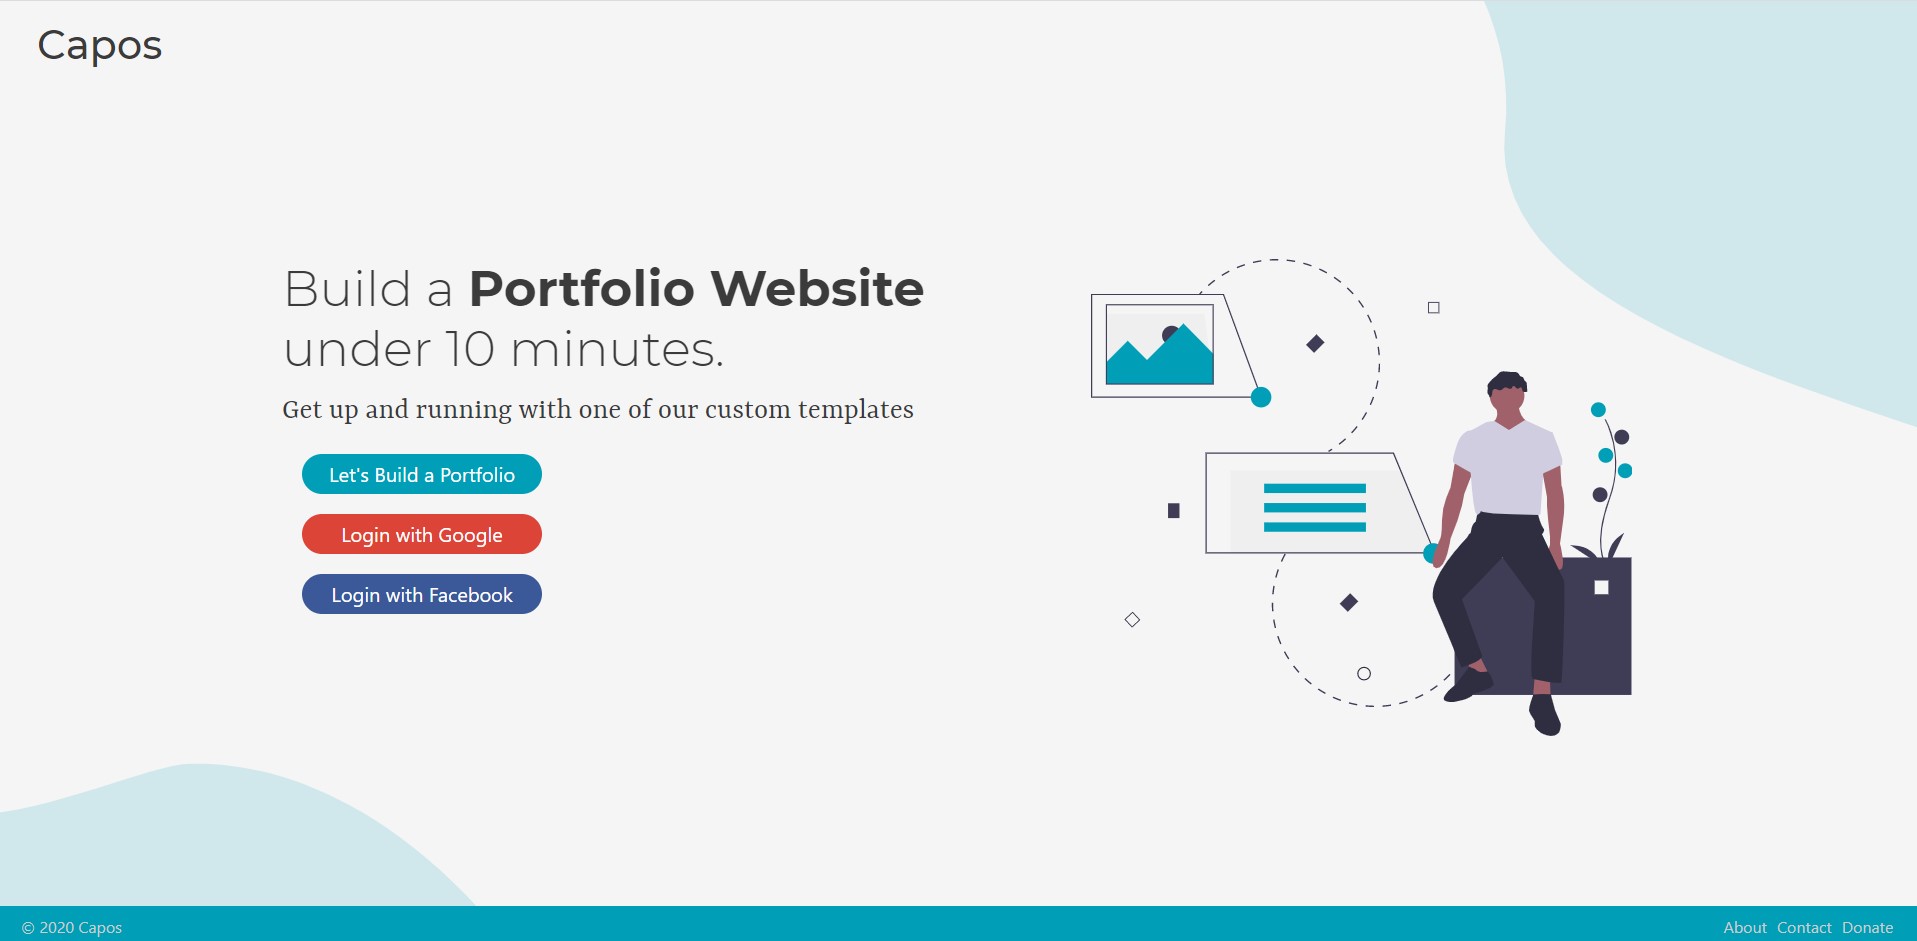 Capos
Build a Portfolio Website
under 10 minutes.
Get up and running with one of our custom templates
Let's Build a Portfolio
Login with Google
Login with Facebook
© 2020 Capos
About Contact Donate